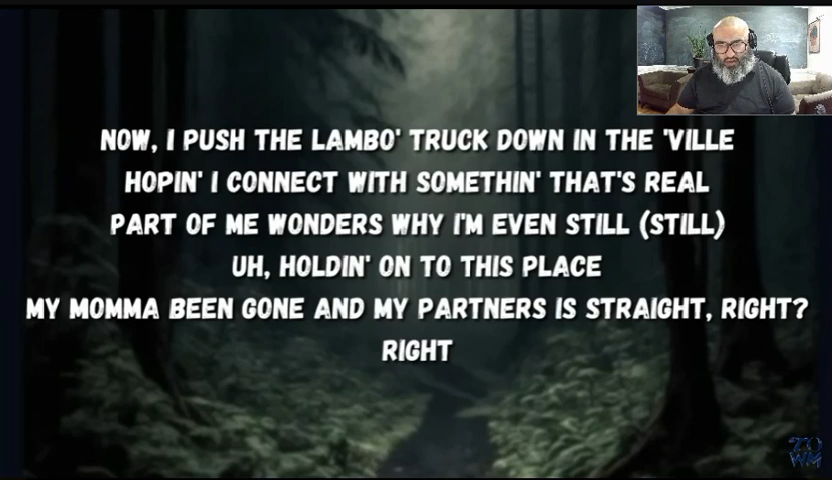 NOW, I PUSH THE LAMBO' TRUCK DOWN IN THE 'VILLE
HOPIN' I CONNECT WITH SOMETHIN' THAT'S REAL
PART OF ME WONDERS WHY I'M EVEN STILL (STILL)
UH, HOLDIN' ON TO THIS PLACE
MY MOMMA BEEN GONE AND MY PARTNERS IS STRAIGHT, RIGHT?
RIGHT